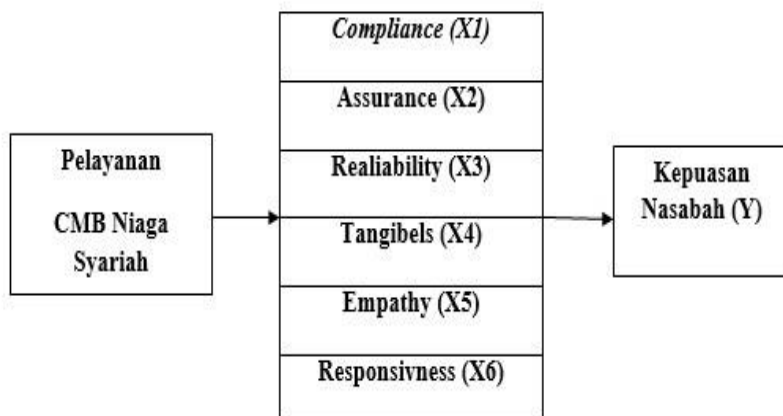 Pelayanan
CMB Niaga
Syariah
Compliance (X1)
Assurance (X2)
Realiability (X3)
Tangibels (X4)
Empathy (X5)
Responsivness (X6)
Kepuasan
Nasabah (Y)